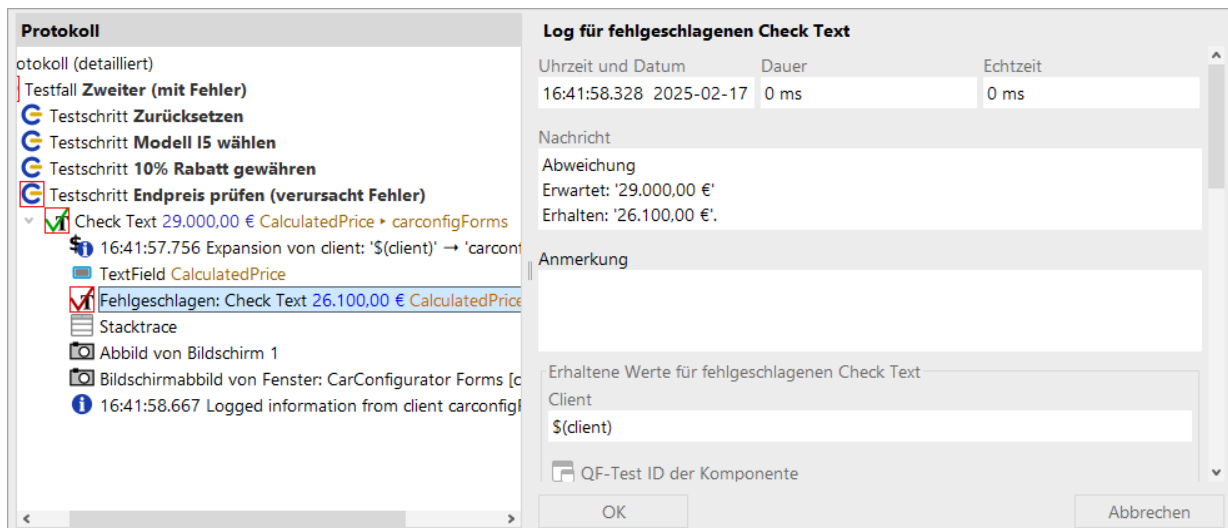 Protokoll
otokoll (detailliert)
Testfall Zweiter (mit Fehler)
Testschritt Zurücksetzen
Testschritt Modell I5 wählen
Testschritt 10% Rabatt gewähren
Testschritt Endpreis prüfen (verursacht Fehler)
Check Text 29.000,00 € CalculatedPrice ▸ carconfigForms
16:41:57.756 Expansion von client: '$(client)' → 'carconf
TextField CalculatedPrice
Fehlgeschlagen: Check Text 26.100,00 € CalculatedPrice
Stacktrace
Abbild von Bildschirm 1
Bildschirmabbild von Fenster: CarConfigurator Forms [c
16:41:58.667 Logged information from client carconfigF
Log für fehlgeschlagenen Check Text
Uhrzeit und Datum Dauer Echtzeit
16:41:58.328 2025-02-17 0 ms 0 ms
Nachricht
Abweichung
Erwartet: '29.000,00 €'
Erhalten: '26.100,00 €'.
Anmerkung
Erhaltene Werte für fehlgeschlagenen Check Text
Client
$(client)
QF-Test ID der Komponente
OK Abbrechen